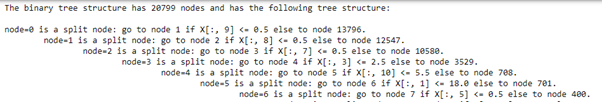 The binary tree structure has 20799 nodes and has the following tree structure:
node=0 is a split node: go to node 1 if X[:, 9] <= 0.5 else to node 13796.
node=1 is a split node: go to node 2 if X[:, 8] <= 0.5 else to node 12547.
node=2 is a split node: go to node 3 if X[:, 7] <= 0.5 else to node 10580.
node=3 is a split node: go to node 4 if X[:, 3] <= 2.5 else to node 3529.
node=4 is a split node: go to node 5 if X[:, 10] <= 5.5 else to node 708.
node=5 is a split node: go to node 6 if X[:, 1] <= 18.0 else to node 701.
node=6 is a split node: go to node 7 if X[:, 5] <= 0.5 else to node 400.